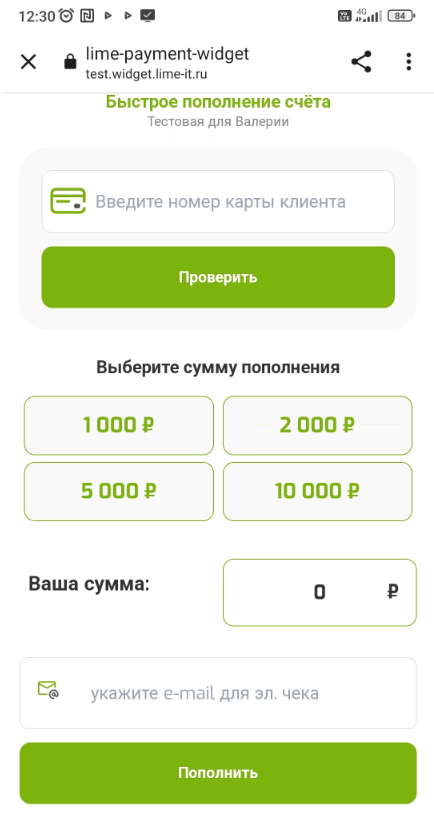 12:30
4G
84
lime-payment-widget
test.widget.lime-it.ru
Быстрое пополнение счёта
Тестовая для Валерии
Введите номер карты клиента
Проверить
Выберите сумму пополнения
1 000 ₽
2 000 ₽
5 000 ₽
10 000 ₽
Ваша сумма:
0 ₽
укажите e-mail для эл. чека
Пополнить